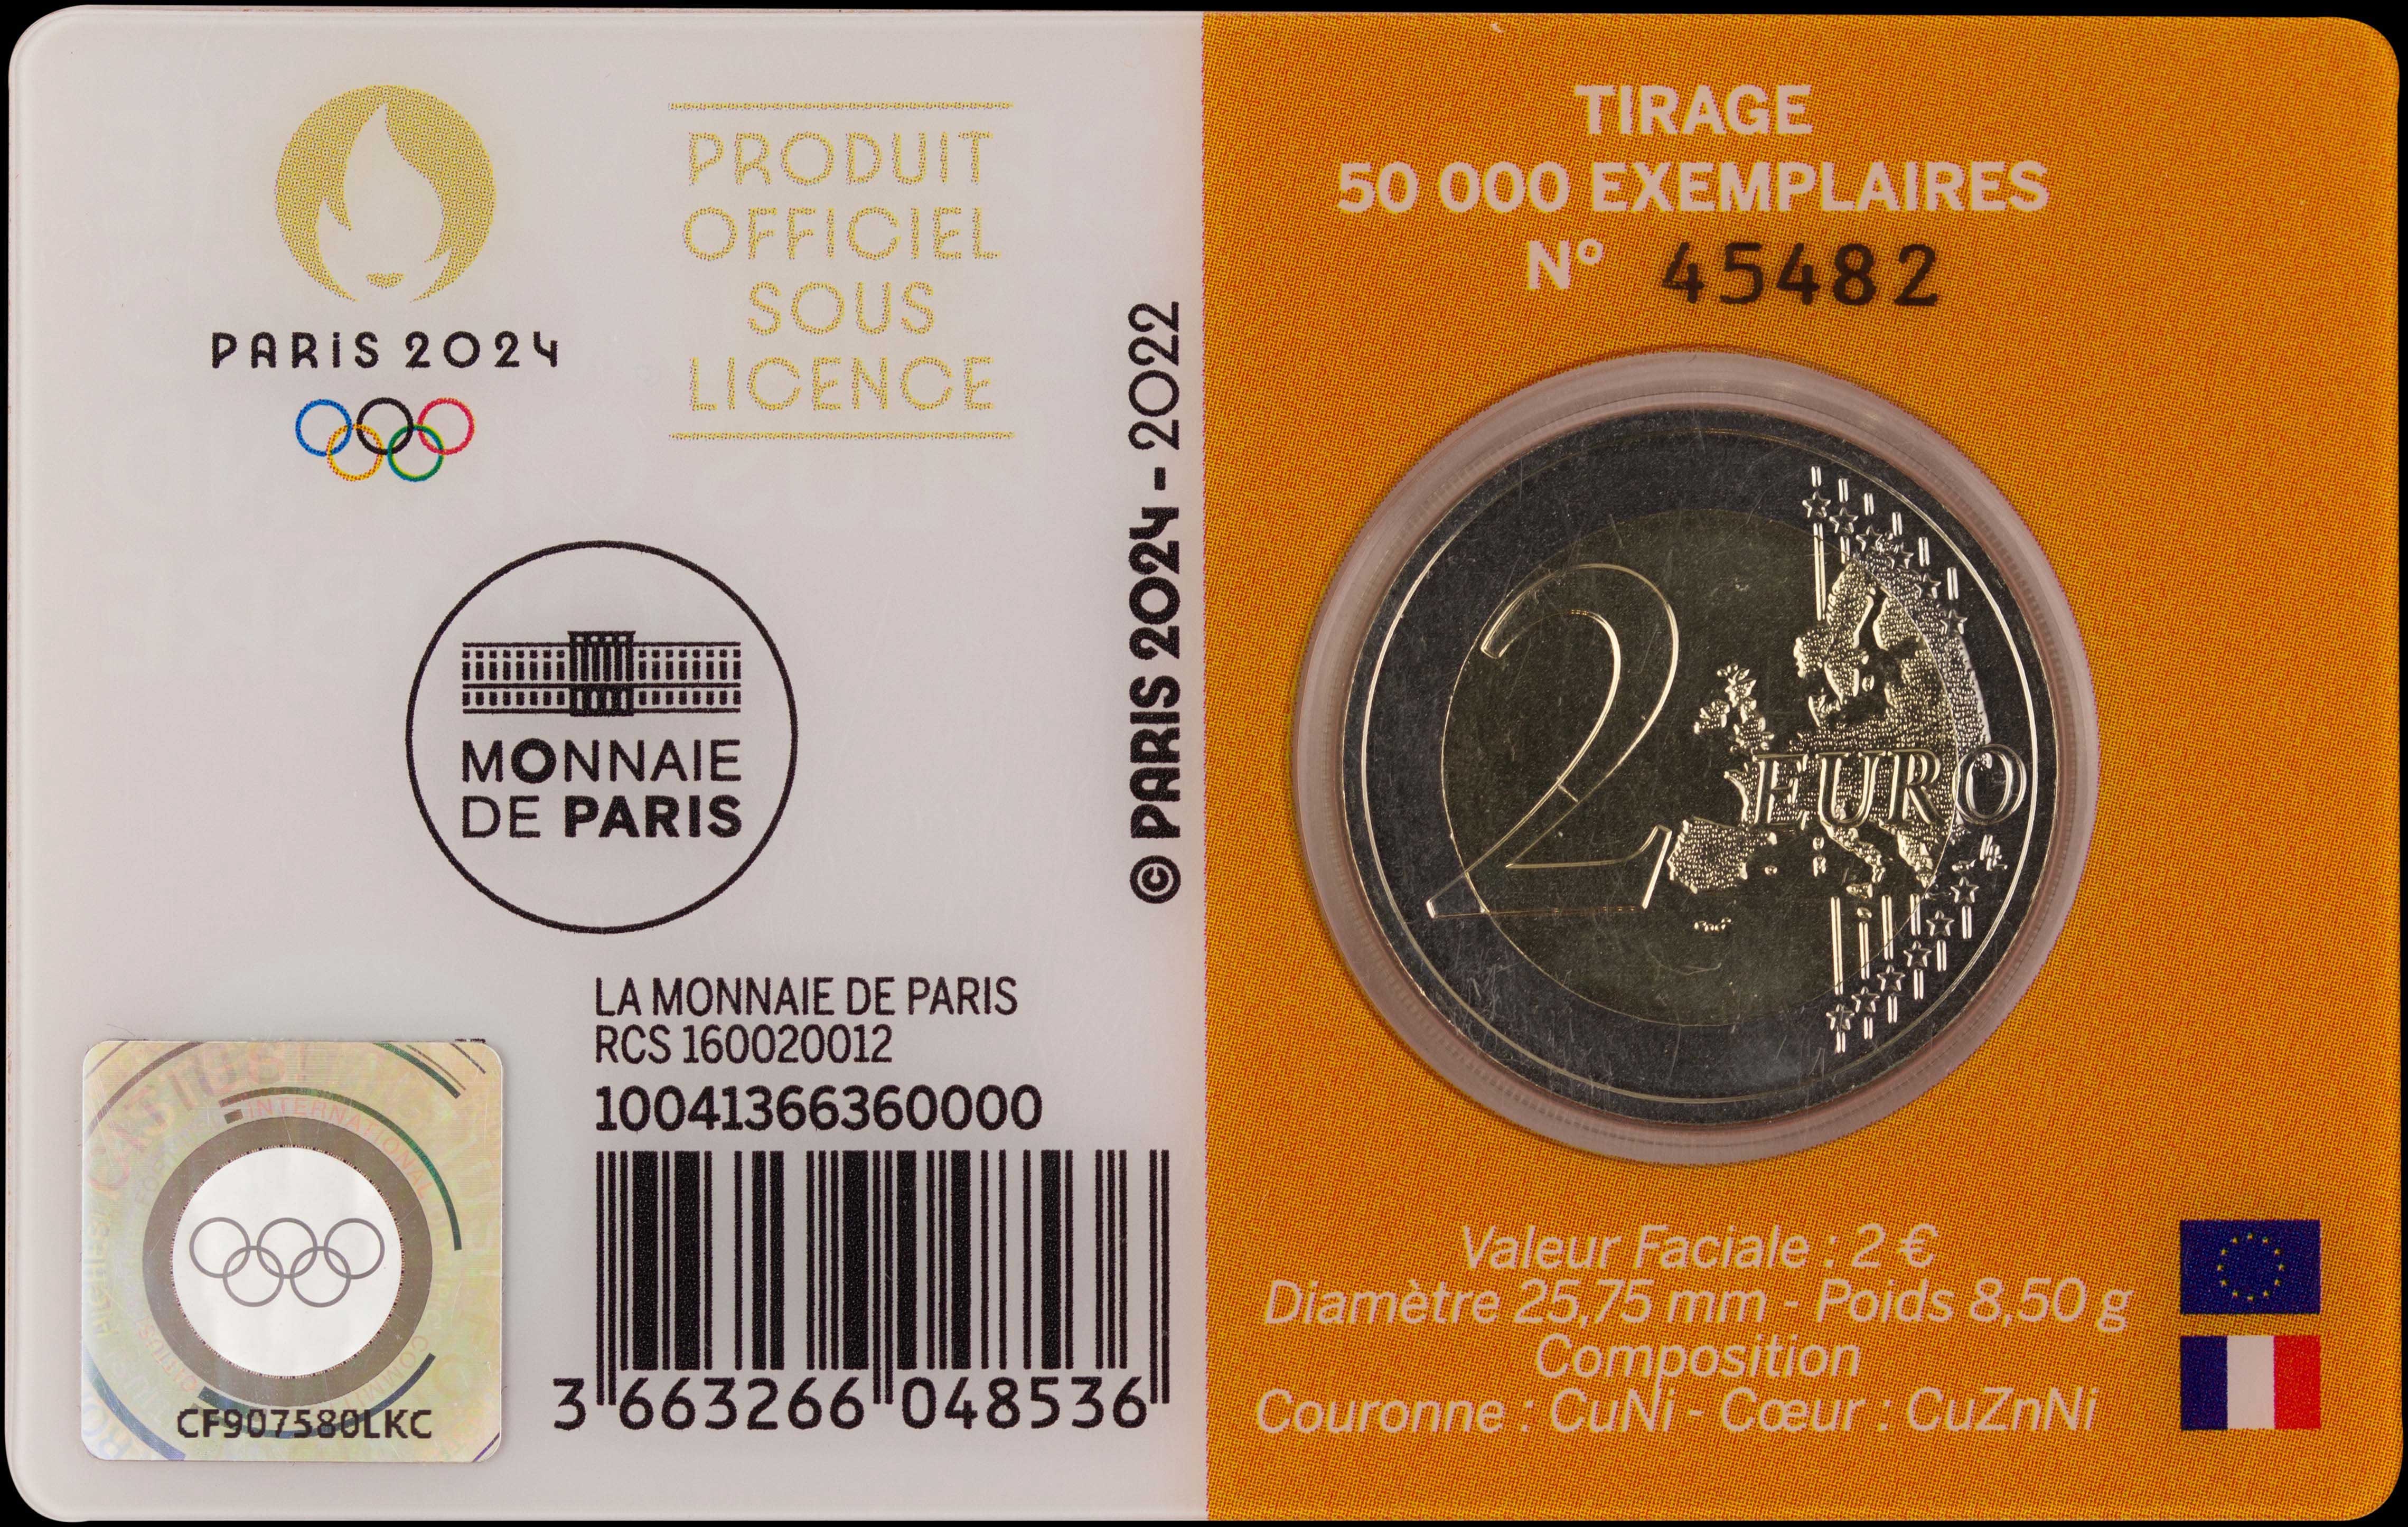 PARiS 2024
PRODUIT
OFFICIEL
SOUS
LICENCE
MONNAIE
DE PARIS
© PARIS 2024 - 2022
LA MONNAIE DE PARIS
RCS 160020012
10041366360000
3 663266 048536
INTERNATIONAL
CF907580LKC
TIRAGE
50 000 EXEMPLAIRES
N° 45482
2 EURO
Valeur Faciale : 2 €
Diamètre 25,75 mm - Poids 8,50 g
Composition
Couronne : CuNi - Cœur : CuZnNi